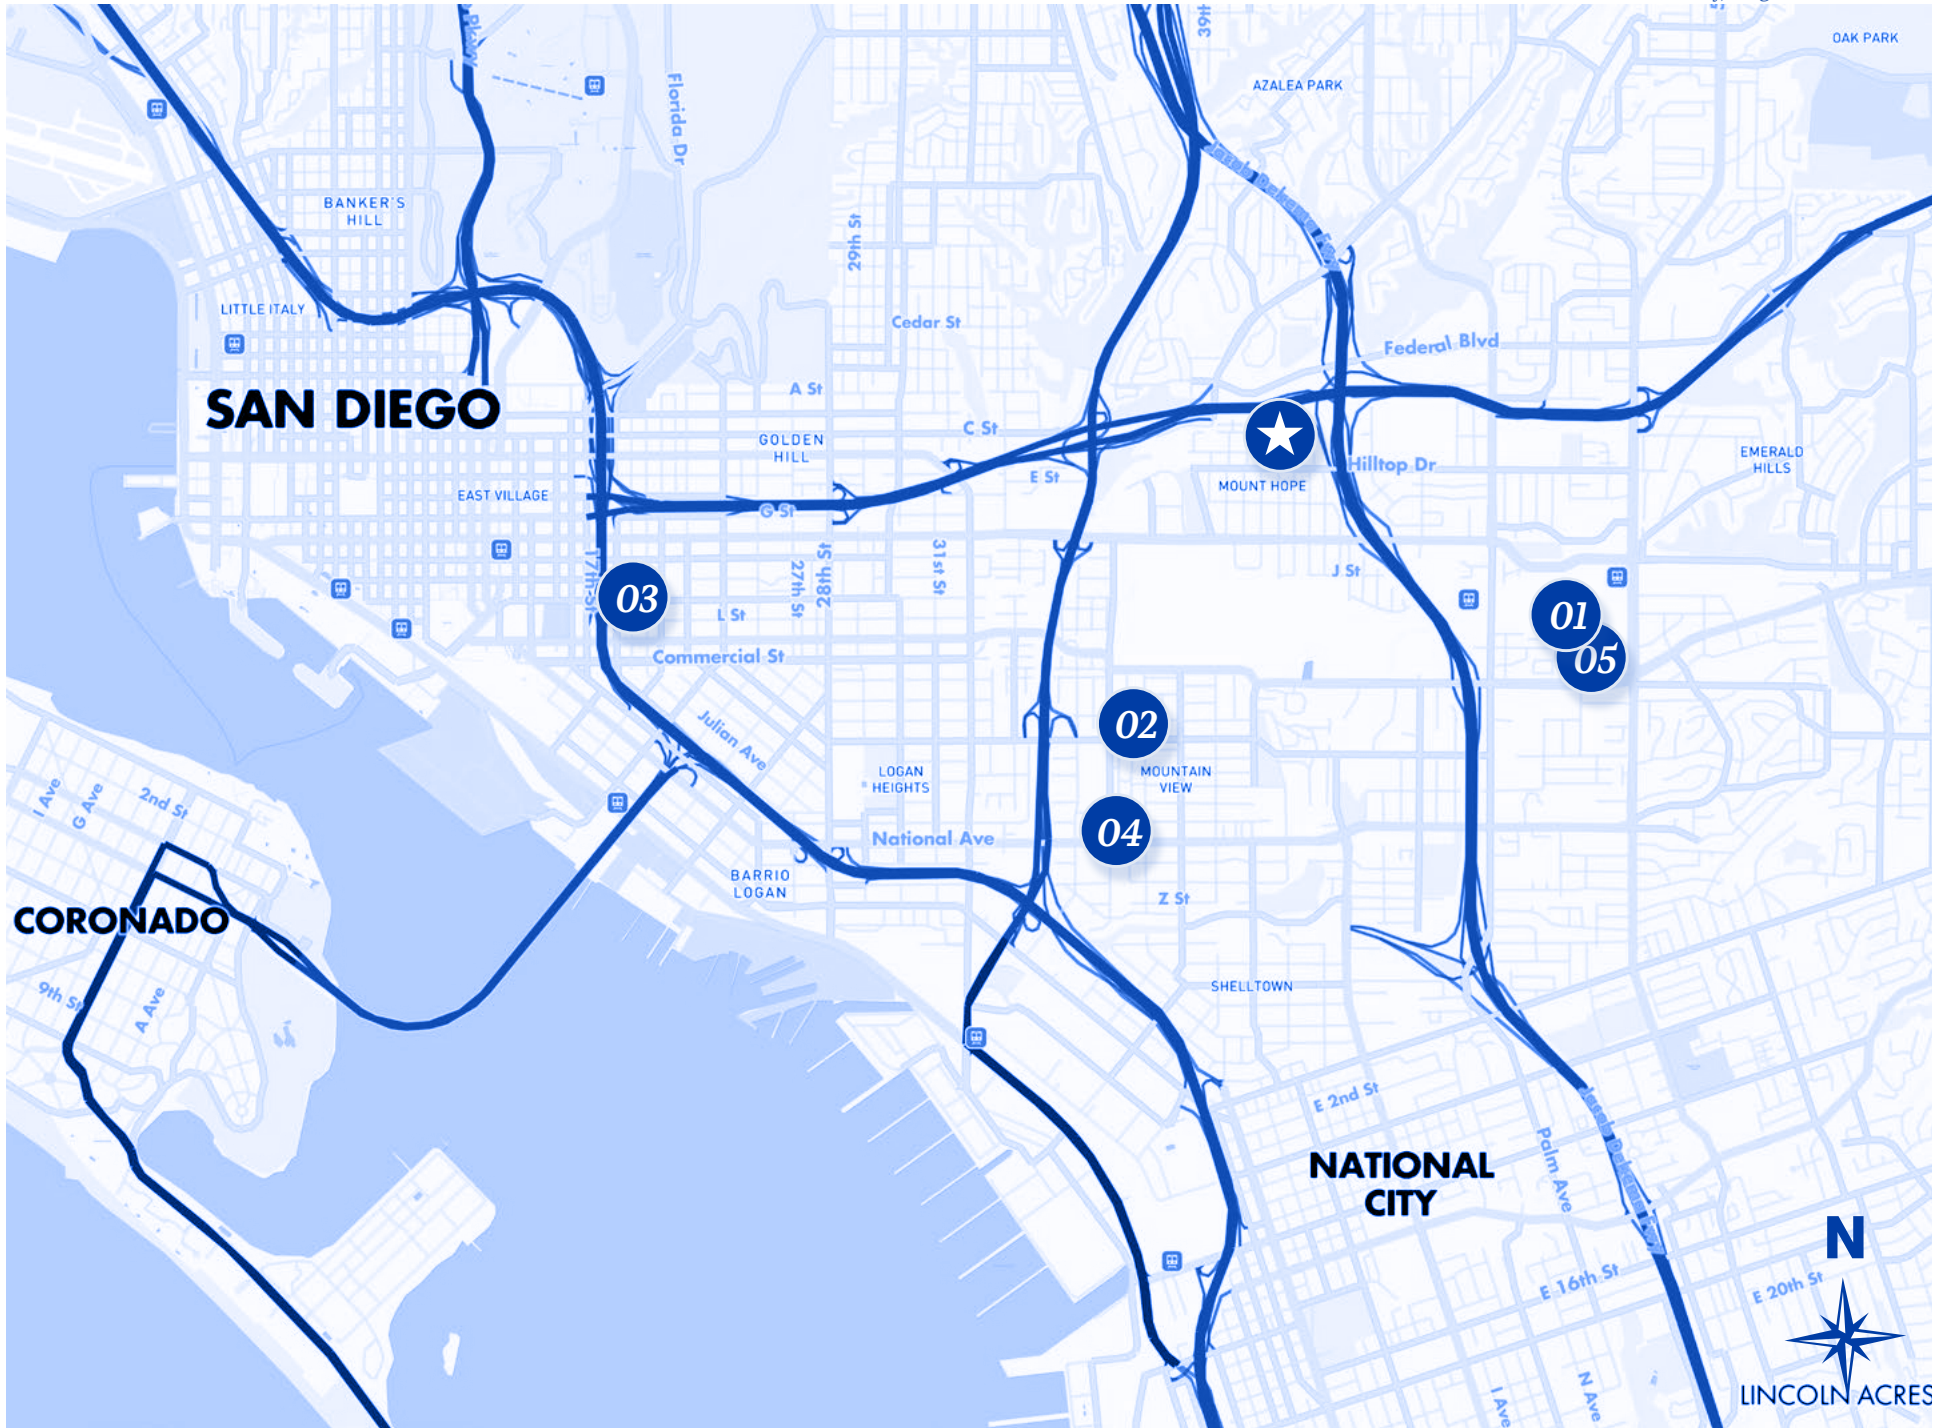 OAK PARK
39th
Pkwy
AZALEA PARK
Florida Dr
BANKER'S
HILL
29th St
LITTLE ITALY
Cedar St
Federal Blvd
A St
SAN DIEGO
C St
GOLDEN
HILL
EMERALD
HILLS
Hilltop Dr
E St
MOUNT HOPE
EAST VILLAGE
G St
17th St
27th St
28th St
31st St
J St
03
L St
01
05
Commercial St
02
Julian Ave
LOGAN
HEIGHTS
MOUNTAIN
VIEW
I Ave
G Ave
2nd St
04
National Ave
BARRIO
LOGAN
Z St
CORONADO
SHELLTOWN
9th St
A Ave
E 2nd St
Palm Ave
NATIONAL
CITY
N
E 16th St
E 20th St
I Ave
N Ave
LINCOLN ACRES